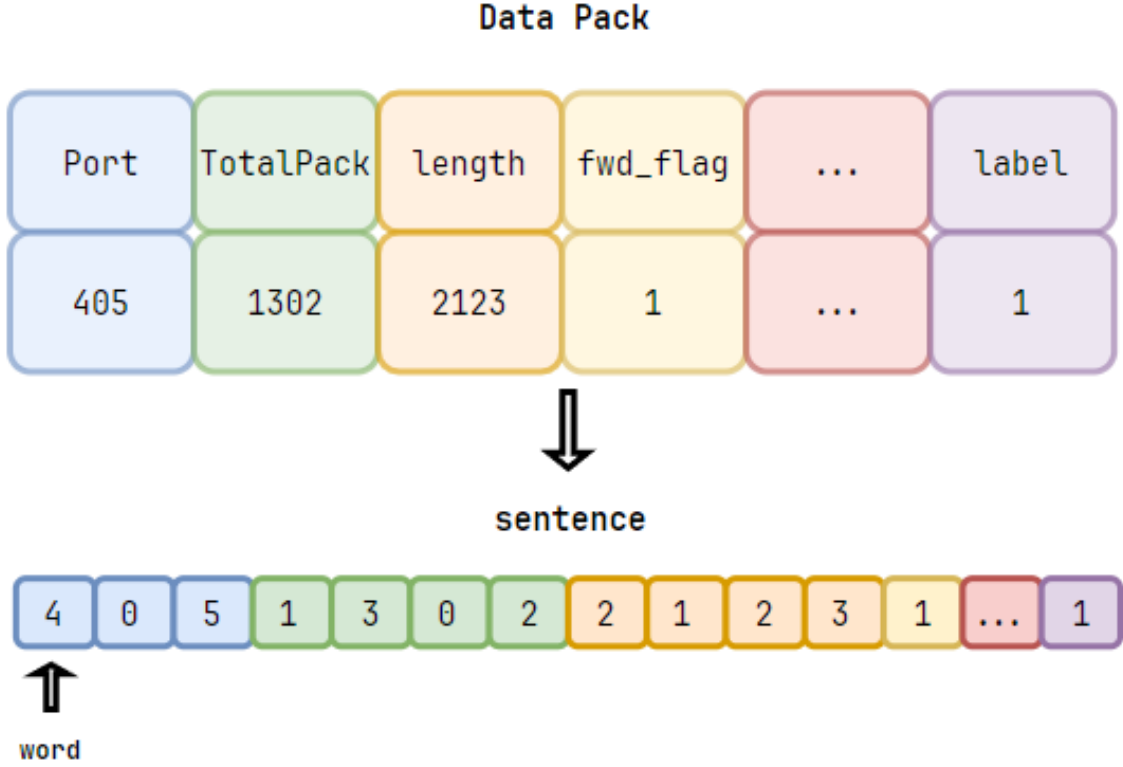 Data Pack
Port TotalPack length fwd_flag ... label
405 1302 2123 1 ... 1
sentence
4 0 5 1 3 0 2 2 1 2 3 1 ... 1
word